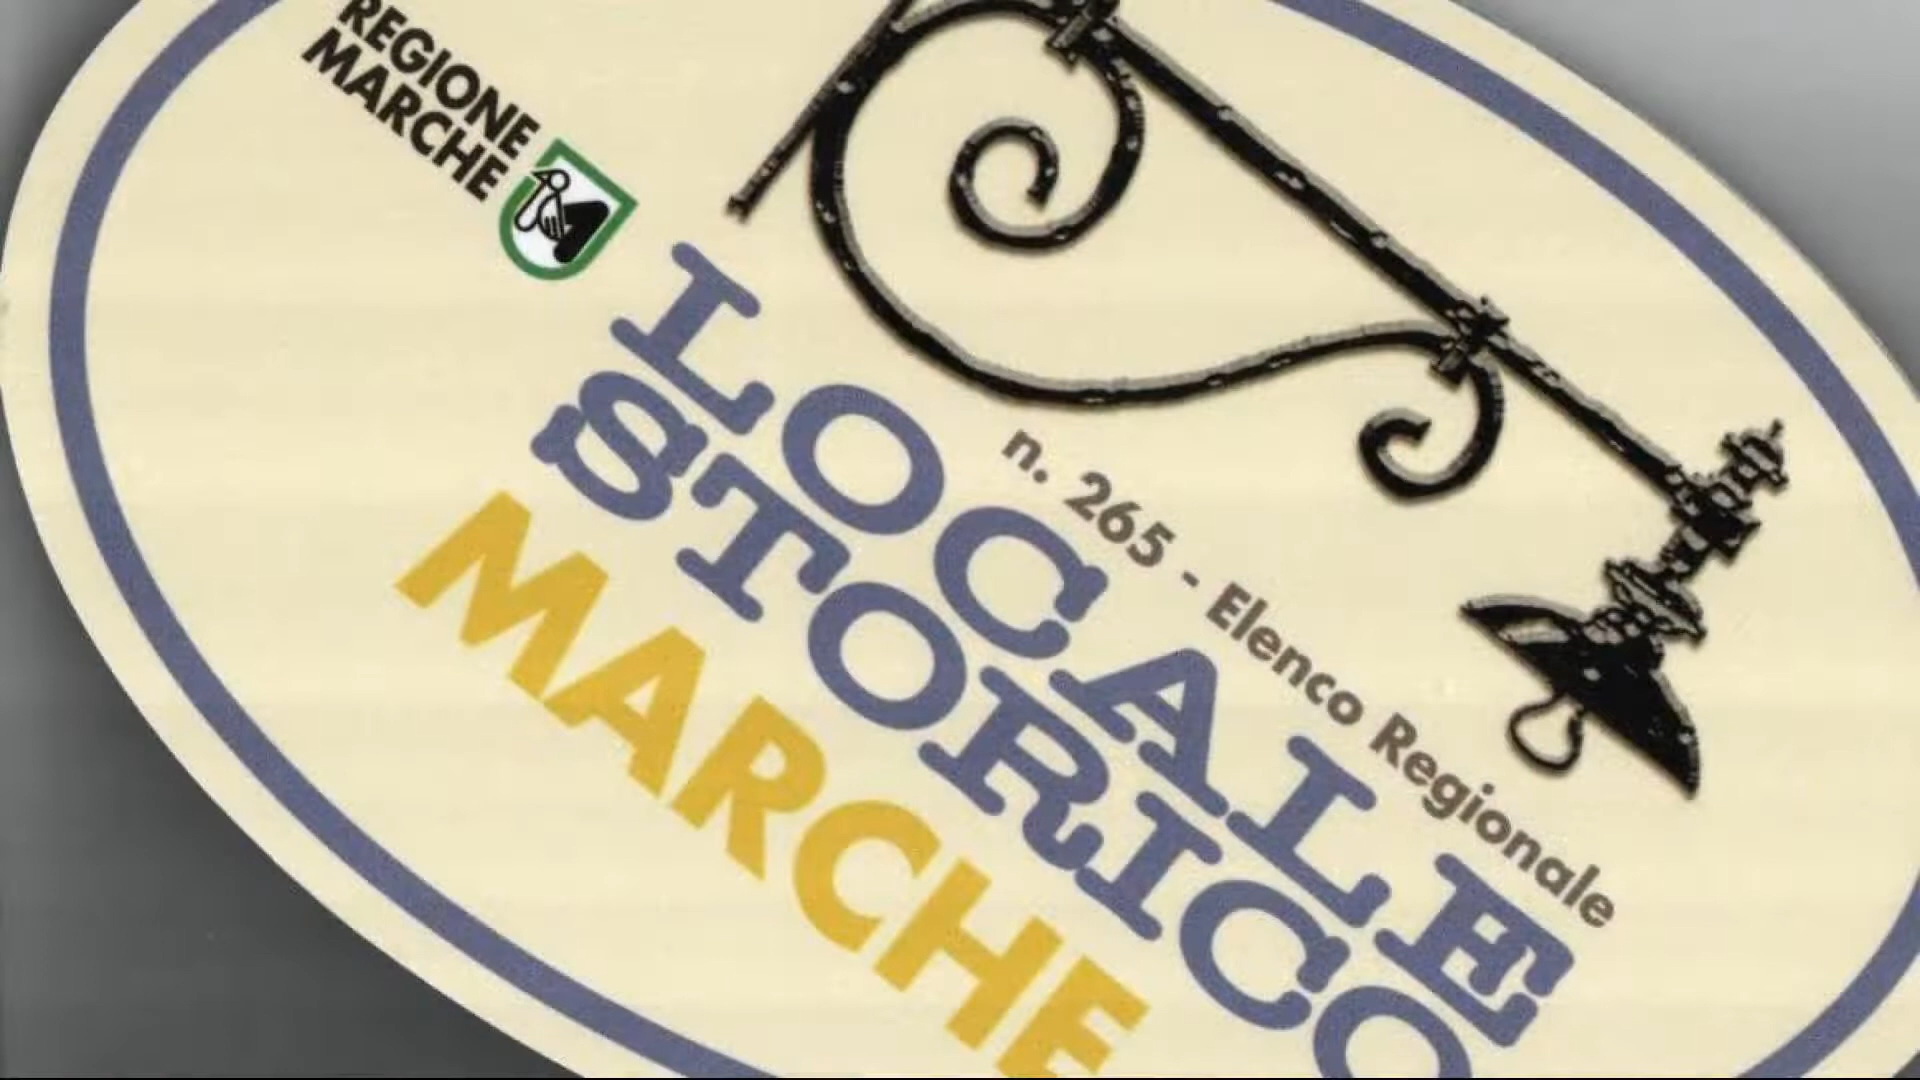 REGIONE
MARCHE
n. 265 - Elenco Regionale
LOCALE
STORICO
MARCHE